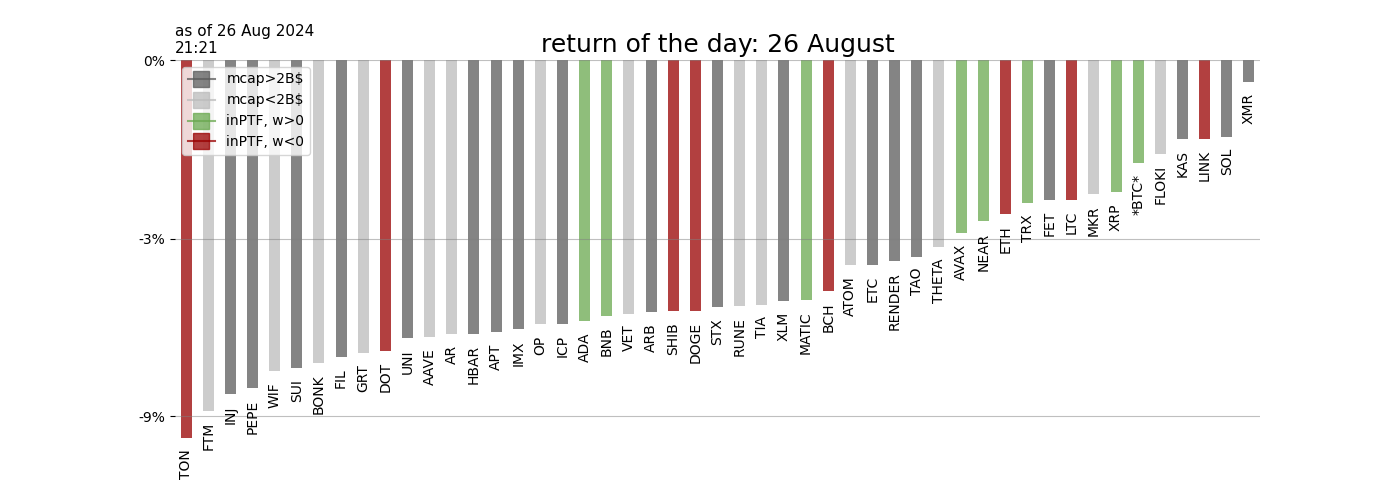 as of 26 Aug 2024
21:21
return of the day: 26 August
0%
-3%
-9%
mcap>2B$
mcap<2B$
inPTF, w>0
inPTF, w<0
TON
FTM
INJ
PEPE
WIF
SUI
BONK
FIL
GRT
DOT
UNI
AAVE
AR
HBAR
APT
IMX
OP
ICP
ADA
BNB
VET
ARB
SHIB
DOGE
STX
RUNE
TIA
XLM
MATIC
BCH
ATOM
ETC
RENDER
TAO
THETA
AVAX
NEAR
ETH
TRX
FET
LTC
MKR
XRP
*BTC*
FLOKI
KAS
LINK
SOL
XMR